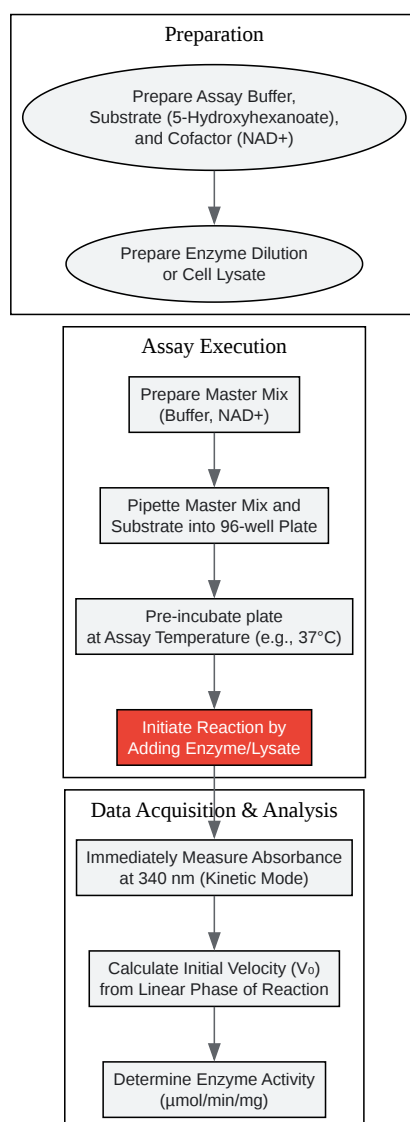 Preparation
Prepare Assay Buffer,
Substrate (5-Hydroxyhexanoate),
and Cofactor (NAD+)
Prepare Enzyme Dilution
or Cell Lysate
Assay Execution
Prepare Master Mix
(Buffer, NAD+)
Pipette Master Mix and
Substrate into 96-well Plate
Pre-incubate plate
at Assay Temperature (e.g., 37°C)
Initiate Reaction by
Adding Enzyme/Lysate
Data Acquisition & Analysis
Immediately Measure Absorbance
at 340 nm (Kinetic Mode)
Calculate Initial Velocity (V₀)
from Linear Phase of Reaction
Determine Enzyme Activity
(µmol/min/mg)